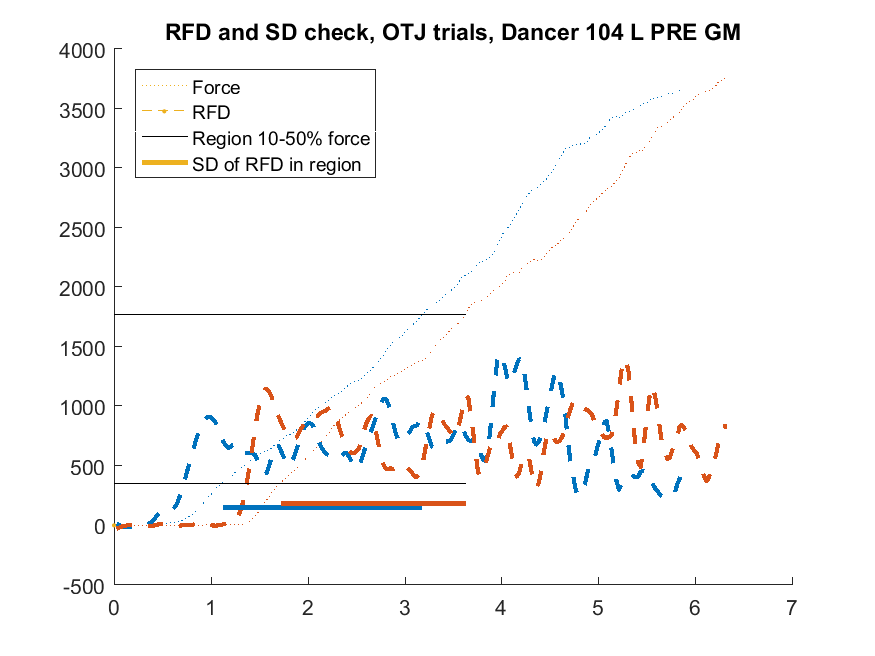 RFD and SD check, OTJ trials, Dancer 104 L PRE GM
4000
3500
3000
2500
2000
1500
1000
500
0
-500
Force
RFD
Region 10-50% force
SD of RFD in region
0 1 2 3 4 5 6 7